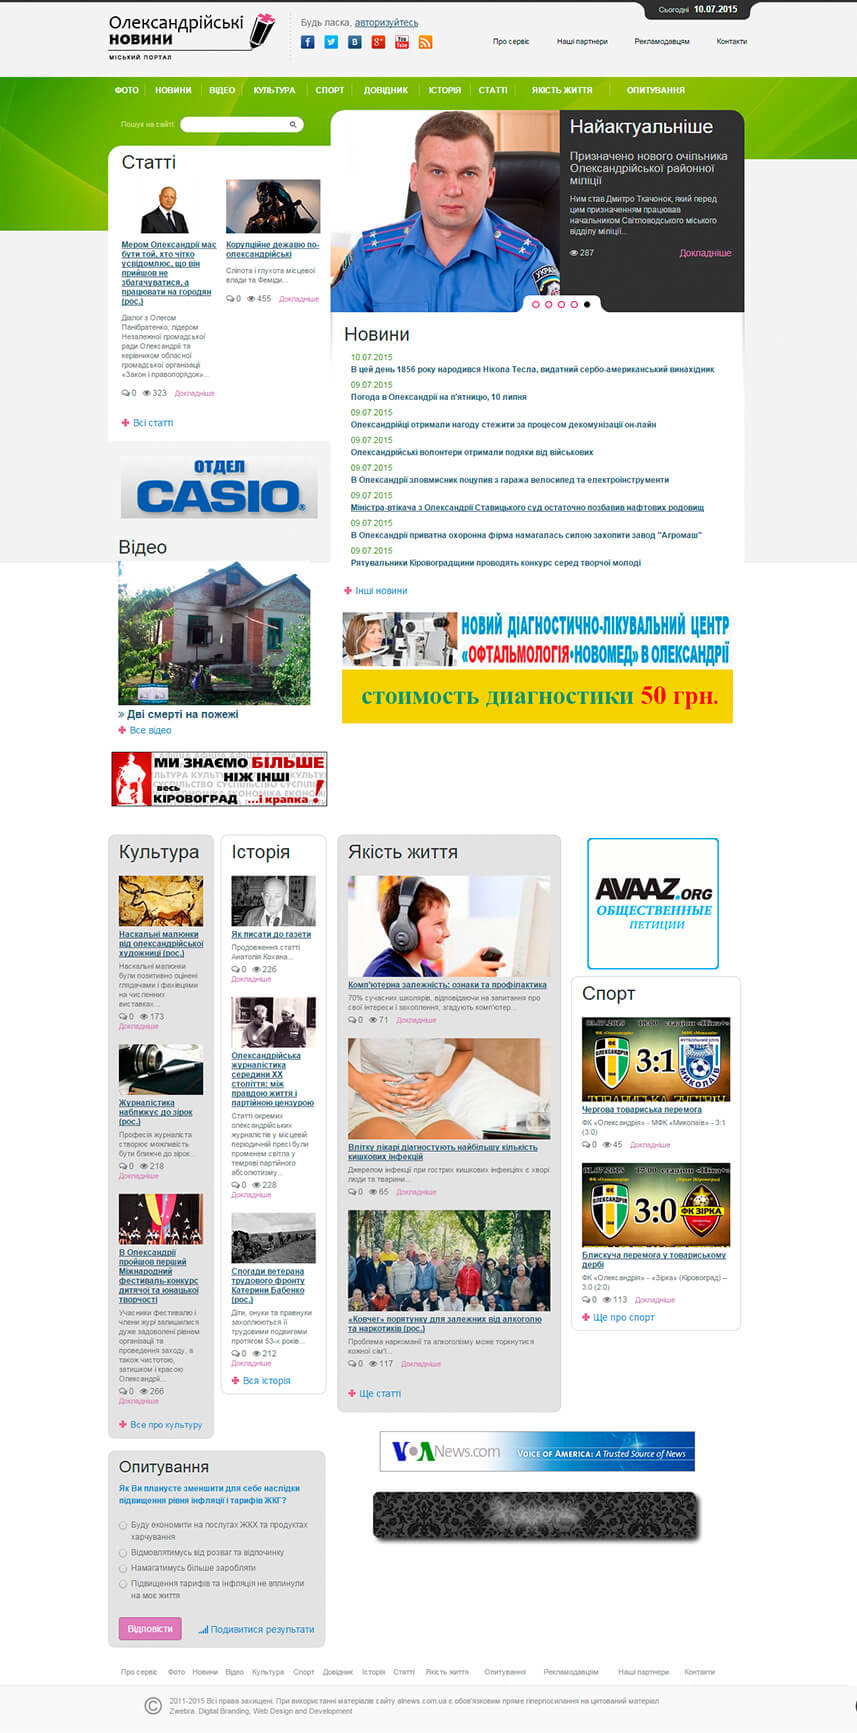 Олександрійські
НОВИНИ
МІСЬКИЙ ПОРТАЛ
Будь ласка, авторизуйтесь
Сьогодні 10.07.2015
Про сервіс Наші партнери Рекламодавцям Контакти
ФОТО НОВИНИ ВІДЕО КУЛЬТУРА СПОРТ ДОВІДНИК ІСТОРІЯ СТАТТІ ЯКІСТЬ ЖИТТЯ ОПИТУВАННЯ
Пошук на сайті:
Статті
Мером Олександрії має
бути той, хто чітко
усвідомлює, що він
прийшов не
збагачуватися, а
працювати на городян
(рос.)
Діалог з Олегом
Панібратенко, лідером
Незалежної громадської
ради Олександрії та
керівником обласної
громадської організації
«Закон і правопорядок»...
0 323 Докладніше
Корупційне дежавю по-
олександрійські
Сліпота і глухота місцевої
влади та Феміди...
0 455 Докладніше
Всі статті
Найактуальніше
Призначено нового очільника
Олександрійської районної
міліції
Ним став Дмитро Ткачонок, який перед
цим призначенням працював
начальником Світловодського міського
відділу міліції...
287 Докладніше
Новини
10.07.2015
В цей день 1856 року народився Нікола Тесла, видатний сербо-американський винахідник
09.07.2015
Погода в Олександрії на п'ятницю, 10 липня
09.07.2015
Олександрійці отримали нагоду стежити за процесом декомунізації он-лайн
09.07.2015
Олександрійські волонтери отримали подяки від військових
09.07.2015
В Олександрії зловмисник поцупив з гаража велосипед та електроінструменти
09.07.2015
Міністра-втікача з Олександрії Ставицького суд остаточно позбавив нафтових родовищ
09.07.2015
В Олександрії приватна охоронна фірма намагалась силою захопити завод "Агромаш"
09.07.2015
Рятувальники Кіровоградщини проводять конкурс серед творчої молоді
Інші новини
ОТДЕЛ
CASIO®
Відео
Дві смерті на пожежі
Все відео
НОВИЙ ДІАГНОСТИЧНО-ЛІКУВАЛЬНИЙ ЦЕНТР
«ОФТАЛЬМОЛОГІЯ•НОВОМЕД» В ОЛЕКСАНДРІЇ
стоимость диагностики 50 грн.
МИ ЗНАЄМО БІЛЬШЕ
НІЖ ІНШІ
весь
КІРОВОГРАД ...і крапка!
Культура
Наскальні малюнки
від олександрійської
художниці (рос.)
Наскальні малюнки
були позитивно оцінені
глядачами і фахівцями
на численних
виставках...
0 173
Докладніше
Журналістика
наближує до зірок
(рос.)
Професія журналіста
створює можливість
бути ближче до зірок...
0 218
Докладніше
В Олександрії
пройшов перший
Міжнародний
фестиваль-конкурс
дитячої та юнацької
творчості
Учасники фестивалю і
члени журі залишилися
дуже задоволені рівнем
організації та
проведення заходу, а
також чистотою,
затишком і красою
Олександрії...
0 266
Докладніше
Все про культуру
Історія
Як писати до газети
Продовження статті
Анатолія Кохана...
0 226
Докладніше
Олександрійська
журналістика
середини ХХ
століття: між
правдою життя і
партійною цензурою
Статті окремих
олександрійських
журналістів у місцевій
періодичній пресі були
променем світла у
темряві партійного
абсолютизму...
0 228
Докладніше
Спогади ветерана
трудового фронту
Катерини Бабенко
(рос.)
Діти, онуки та правнуки
захоплюються її
трудовими подвигами
протягом 53-х років...
0 212
Докладніше
Вся історія
Якість життя
Комп'ютерна залежність: ознаки та профілактика
70% сучасних школярів, відповідаючи на запитання про
свої інтереси і захоплення, згадують комп'ютер...
0 71 Докладніше
Влітку лікарі діагностують найбільшу кількість
кишкових інфекцій
Джерелом інфекції при гострих кишкових інфекціях є хворі
люди та тварини...
0 65 Докладніше
«Ковчег» порятунку для залежних від алкоголю
та наркотиків (рос.)
Проблема наркоманії та алкоголізму може торкнутися
кожної сім'ї...
0 117 Докладніше
Ще статті
AVAAZ.ORG
ОБЩЕСТВЕННЫЕ
ПЕТИЦИИ
Спорт
3:1
Чергова товариська перемога
ФК «Олександрія» - МФК «Миколаїв» - 3:1
(3:0)
0 45 Докладніше
3:0
ФК ЗІРКА
Блискуча перемога у товариському
дербі
ФК «Олександрія» - «Зірка» (Кіровоград) –
3:0 (2:0)
0 113 Докладніше
Ще про спорт
VOANews.com VOICE OF AMERICA: A Trusted Source of News
Опитування
Як Ви плануєте зменшити для себе наслідки
підвищення рівня інфляції і тарифів ЖКГ?
Буду економити на послугах ЖКХ та продуктах
харчування
Відмовлятимусь від розваг та відпочинку
Намагатимусь більше заробляти
Підвищення тарифів та інфляція не вплинули
на моє життя
Відповісти Подивитися результати
Про сервіс Фото Новини Відео Культура Спорт Довідник Історія Статті Якість життя Опитування Рекламодавцям Наші партнери Контакти
© 2011-2015 Всі права захищені. При використанні матеріалів сайту alnews.com.ua є обов'язковим пряме гіперпосилання на цитований матеріал
Zwebra. Digital Branding, Web Design and Development